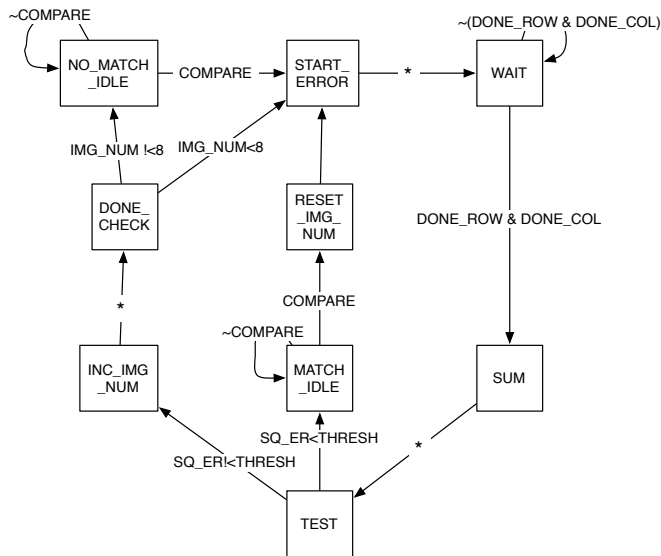 ~COMPARE
~(DONE_ROW & DONE_COL)
NO_MATCH
_IDLE
COMPARE
START_
ERROR
*
WAIT
IMG_NUM !<8
IMG_NUM<8
DONE_
CHECK
RESET
_IMG_
NUM
DONE_ROW & DONE_COL
*
COMPARE
~COMPARE
INC_IMG
_NUM
MATCH
_IDLE
SUM
SQ_ER!<THRESH
SQ_ER<THRESH
*
TEST